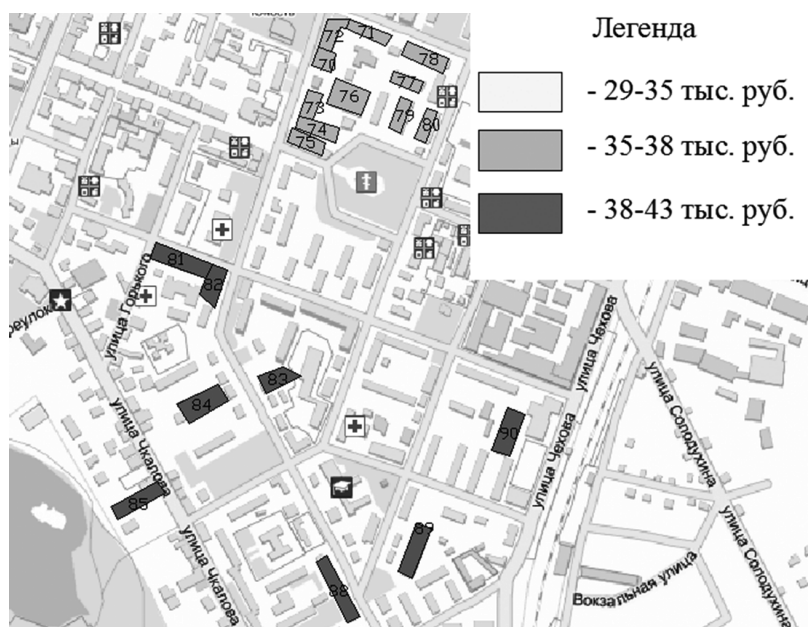 Легенда
- 29-35 тыс. руб.
- 35-38 тыс. руб.
- 38-43 тыс. руб.
72
71
70
78
77
76
73
79
80
74
75
81
82
улица Горького
83
84
85
улица Чкалова
улица Чкалова
88
89
90
улица Чехова
улица Чехова
улица Солодухина
улица Солодухина
Вокзальная улица